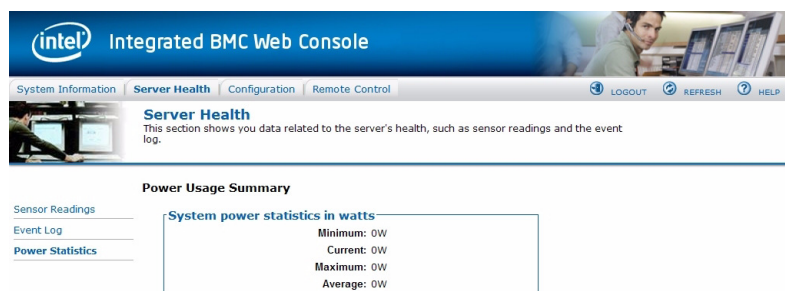 intel Integrated BMC Web Console
System Information Server Health Configuration Remote Control LOGOUT REFRESH HELP
Server Health
This section shows you data related to the server's health, such as sensor readings and the event
log.
Power Usage Summary
Sensor Readings
Event Log
Power Statistics
System power statistics in watts
Minimum: 0W
Current: 0W
Maximum: 0W
Average: 0W